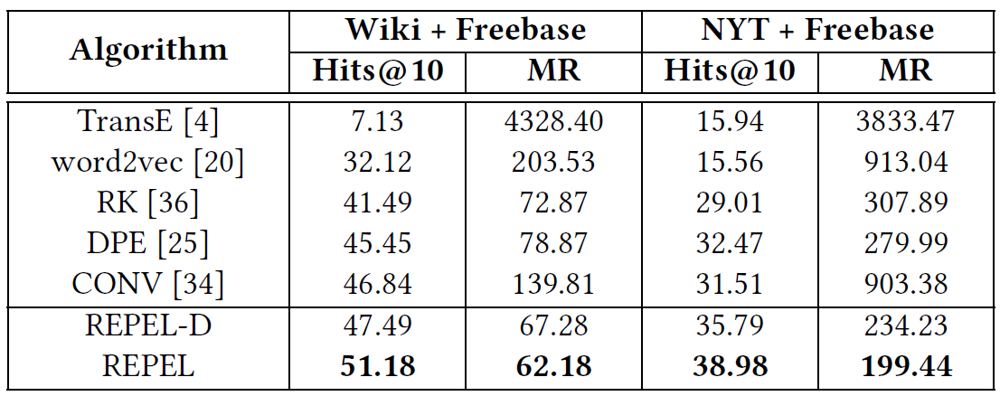 Algorithm Wiki + Freebase NYT + Freebase
Hits@10 MR Hits@10 MR
TransE [4] 7.13 4328.40 15.94 3833.47
word2vec [20] 32.12 203.53 15.56 913.04
RK [36] 41.49 72.87 29.01 307.89
DPE [25] 45.45 78.87 32.47 279.99
CONV [34] 46.84 139.81 31.51 903.38
REPEL-D 47.49 67.28 35.79 234.23
REPEL 51.18 62.18 38.98 199.44